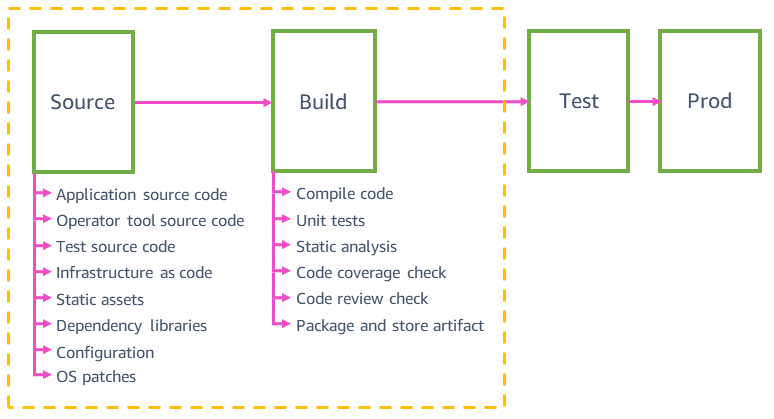 Source
Build
Test
Prod
Application source code
Operator tool source code
Test source code
Infrastructure as code
Static assets
Dependency libraries
Configuration
OS patches
Compile code
Unit tests
Static analysis
Code coverage check
Code review check
Package and store artifact